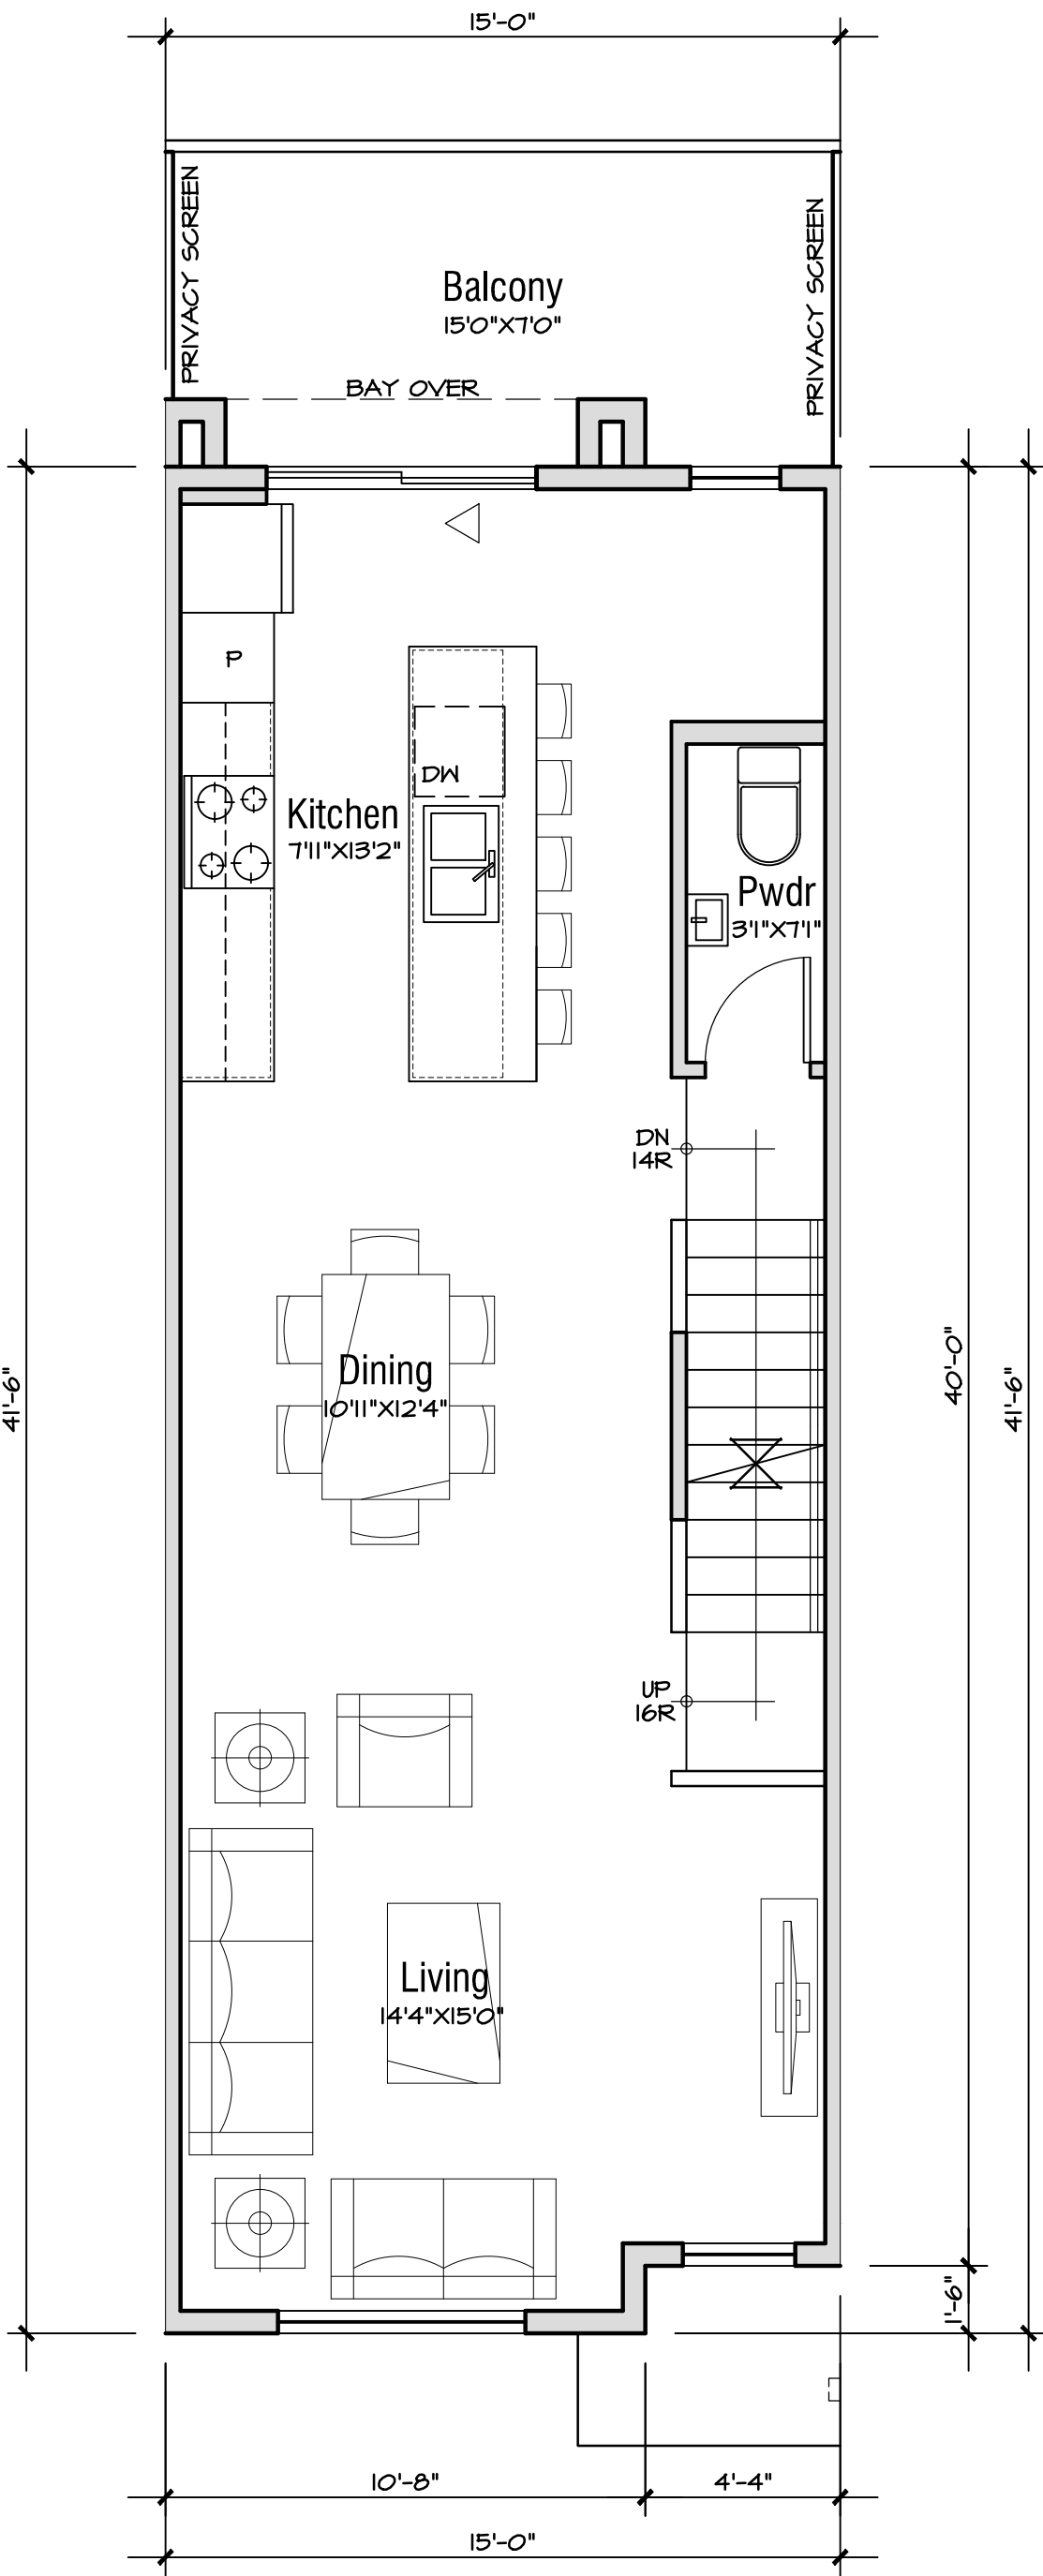 15'-0"
PRIVACY SCREEN
PRIVACY SCREEN
Balcony
15'0"X7'0"
BAY OVER
P
DW
Kitchen
7'11"X13'2"
Pwdr
3'1"X7'1"
DN
14R
41'-6"
Dining
10'11"X12'4"
40'-0"
41'-6"
UP
16R
Living
14'4"X15'0"
1'-6"
10'-8"
4'-4"
15'-0"